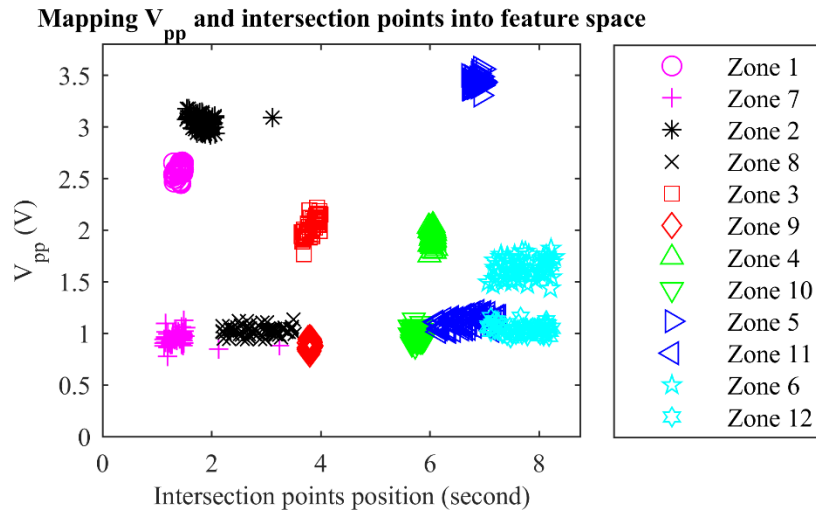 Mapping Vpp and intersection points into feature space
3.5
3
2.5
2
1.5
1
0.5
0
Vpp (V)
0 2 4 6 8
Intersection points position (second)
Zone 1
Zone 7
Zone 2
Zone 8
Zone 3
Zone 9
Zone 4
Zone 10
Zone 5
Zone 11
Zone 6
Zone 12